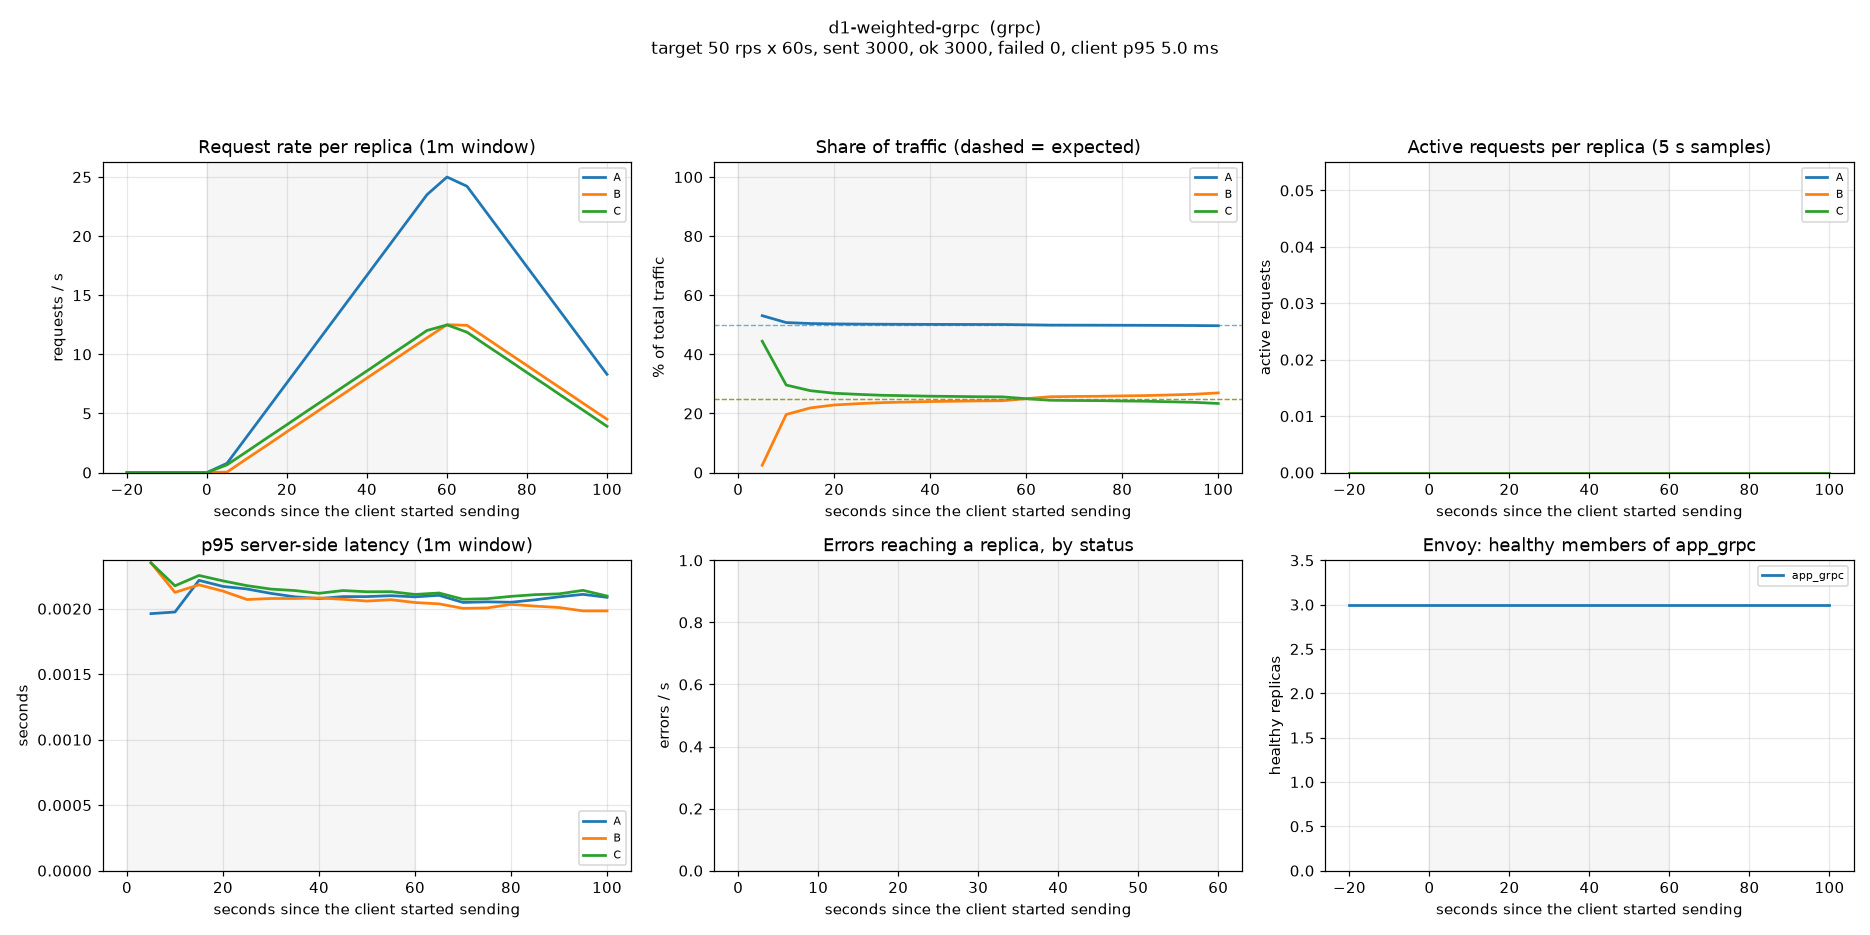 d1-weighted-grpc  (grpc)
target 50 rps x 60s, sent 3000, ok 3000, failed 0, client p95 5.0 ms
Request rate per replica (1m window)
requests / s
25
20
15
10
5
0
−20 0 20 40 60 80 100
seconds since the client started sending
A
B
C
Share of traffic (dashed = expected)
% of total traffic
100
80
60
40
20
0
0 20 40 60 80 100
seconds since the client started sending
A
B
C
Active requests per replica (5 s samples)
active requests
0.05
0.04
0.03
0.02
0.01
0.00
−20 0 20 40 60 80 100
seconds since the client started sending
A
B
C
p95 server-side latency (1m window)
seconds
0.0020
0.0015
0.0010
0.0005
0.0000
0 20 40 60 80 100
seconds since the client started sending
A
B
C
Errors reaching a replica, by status
errors / s
1.0
0.8
0.6
0.4
0.2
0.0
0 10 20 30 40 50 60
seconds since the client started sending
Envoy: healthy members of app_grpc
healthy replicas
3.5
3.0
2.5
2.0
1.5
1.0
0.5
0.0
−20 0 20 40 60 80 100
seconds since the client started sending
app_grpc